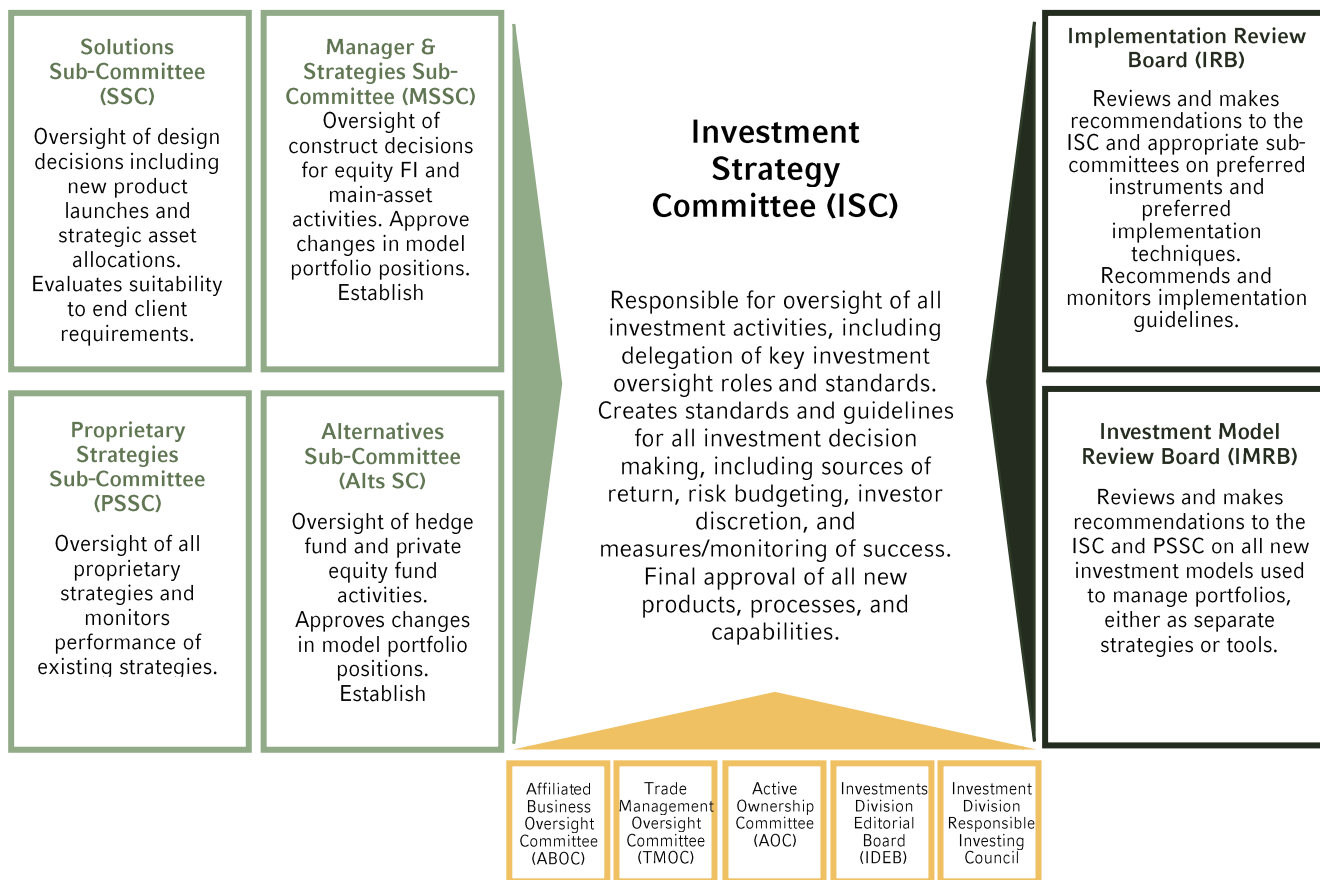 Solutions
Sub-Committee
(SSC)
Oversight of design
decisions including
new product
launches and
strategic asset
allocations.
Evaluates suitability
to end client
requirements.
Manager &
Strategies Sub-
Committee (MSSC)
Oversight of
construct decisions
for equity FI and
main-asset
activities. Approve
changes in model
portfolio positions.
Establish
Proprietary
Strategies
Sub-Committee
(PSSC)
Oversight of all
proprietary
strategies and
monitors
performance of
existing strategies.
Alternatives
Sub-Committee
(Alts SC)
Oversight of hedge
fund and private
equity fund
activities.
Approves changes
in model portfolio
positions.
Establish
Investment
Strategy
Committee (ISC)
Responsible for oversight of all
investment activities, including
delegation of key investment
oversight roles and standards.
Creates standards and guidelines
for all investment decision
making, including sources of
return, risk budgeting, investor
discretion, and
measures/monitoring of success.
Final approval of all new
products, processes, and
capabilities.
Implementation Review
Board (IRB)
Reviews and makes
recommendations to the
ISC and appropriate sub-
committees on preferred
instruments and
preferred
implementation
techniques.
Recommends and
monitors implementation
guidelines.
Investment Model
Review Board (IMRB)
Reviews and makes
recommendations to the
ISC and PSSC on all new
investment models used
to manage portfolios,
either as separate
strategies or tools.
Affiliated
Business
Oversight
Committee
(ABOC)
Trade
Management
Oversight
Committee
(TMOC)
Active
Ownership
Committee
(AOC)
Investments
Division
Editorial
Board
(IDEB)
Investment
Division
Responsible
Investing
Council